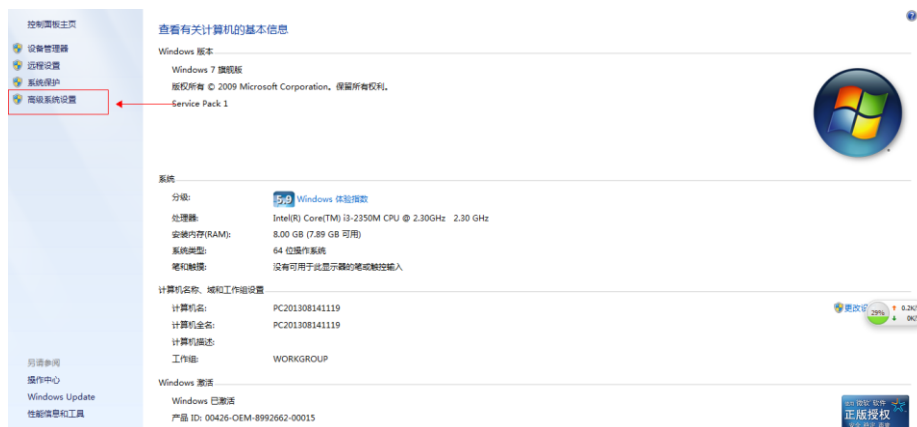 控制面板主页
设备管理器
远程设置
系统保护
高级系统设置
另请参阅
操作中心
Windows Update
性能信息和工具
查看有关计算机的基本信息
Windows 版本
Windows 7 旗舰版
版权所有 © 2009 Microsoft Corporation。保留所有权利。
Service Pack 1
系统
分级: 5.9 Windows 体验指数
处理器: Intel(R) Core(TM) i3-2350M CPU @ 2.30GHz 2.30 GHz
安装内存(RAM): 8.00 GB (7.89 GB 可用)
系统类型: 64 位操作系统
笔和触摸: 没有可用于此显示器的笔或触控输入
计算机名称、域和工作组设置
计算机名: PC201308141119
更改设
29%
0.2K/
0K/
计算机全名: PC201308141119
计算机描述:
工作组: WORKGROUP
Windows 激活
Windows 已激活
产品 ID: 00426-OEM-8992662-00015
微软 软件
正版授权